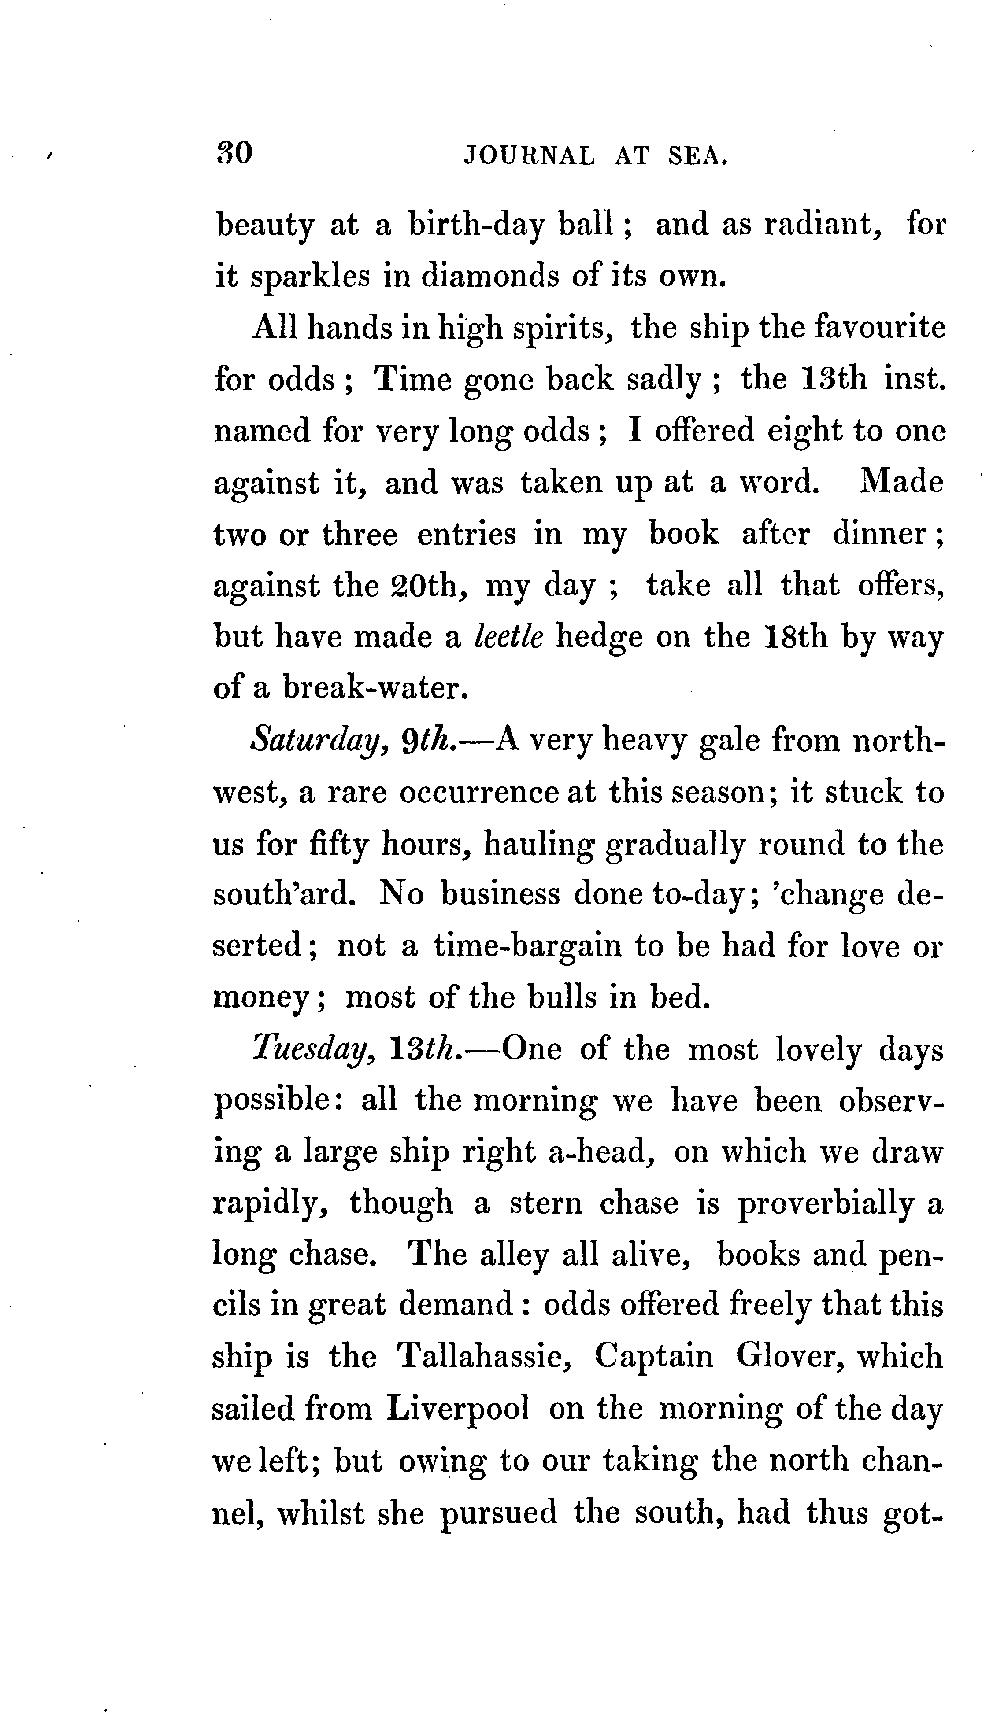 30 JOURNAL AT SEA.
beauty at a birth-day ball ; and as radiant, for
it sparkles in diamonds of its own.
All hands in high spirits, the ship the favourite
for odds ; Time gone back sadly ; the 13th inst.
named for very long odds ; I offered eight to one
against it, and was taken up at a word. Made
two or three entries in my book after dinner ;
against the 20th, my day ; take all that offers,
but have made a leetle hedge on the 18th by way
of a break-water.
Saturday, 9th.—A very heavy gale from north-
west, a rare occurrence at this season; it stuck to
us for fifty hours, hauling gradually round to the
south'ard. No business done to-day; 'change de-
serted ; not a time-bargain to be had for love or
money ; most of the bulls in bed.
Tuesday, 13th.—One of the most lovely days
possible: all the morning we have been observ-
ing a large ship right a-head, on which we draw
rapidly, though a stern chase is proverbially a
long chase. The alley all alive, books and pen-
cils in great demand : odds offered freely that this
ship is the Tallahassie, Captain Glover, which
sailed from Liverpool on the morning of the day
we left; but owing to our taking the north chan-
nel, whilst she pursued the south, had thus got-